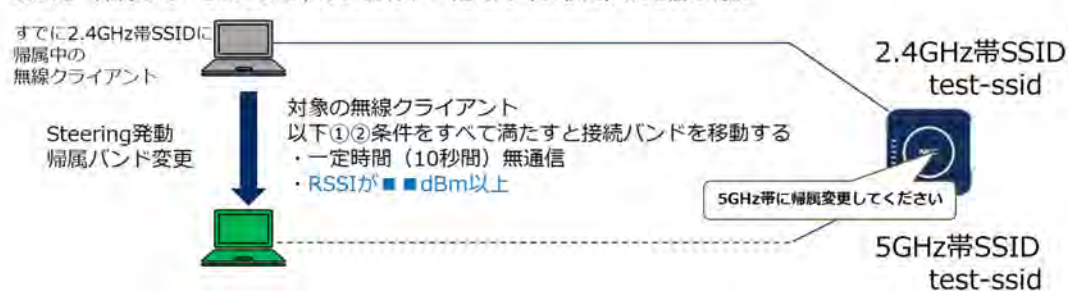 すでに2.4GHz帯SSIDに
帰属中の
無線クライアント
2.4GHz帯SSID
test-ssid
Steering発動
帰属バンド変更
対象の無線クライアント
以下①②条件をすべて満たすと接続バンドを移動する
・一定時間（10秒間）無通信
・RSSIが■■dBm以上
5GHz帯に帰属変更してください
5GHz帯SSID
test-ssid